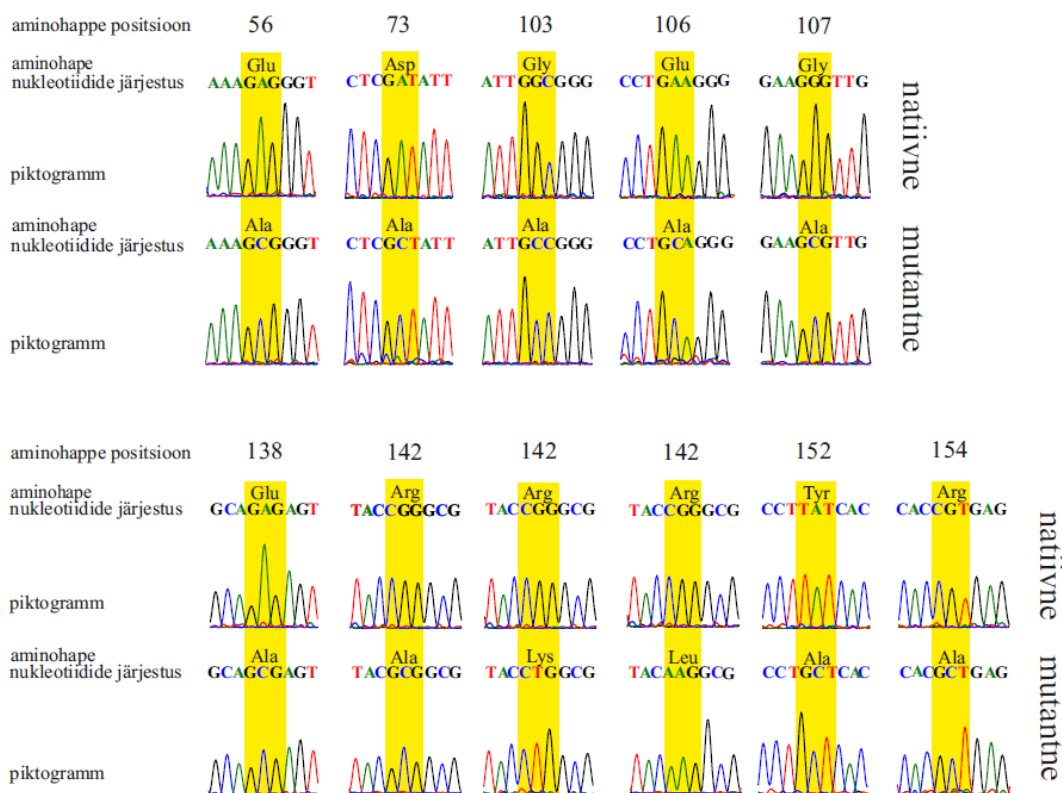 aminohappe positsioon 56 73 103 106 107
aminohape Glu Asp Gly Glu Gly
nukleotiidide järjestus AAAGAGGGT CTCGATATT ATTGGCGGG CCTGAAGGG GAAGGGTTG
piktogramm
natiivne
aminohape Ala Ala Ala Ala Ala
nukleotiidide järjestus AAAGCGGGT CTCGCTATT ATTGCCGGG CCTGCAGGG GAAGCGTTG
piktogramm
mutantne
aminohappe positsioon 138 142 142 142 152 154
aminohape Glu Arg Arg Arg Tyr Arg
nukleotiidide järjestus GCAGAGAGT TACCGGGCG TACCGGGCG TACCGGGCG CCTTATCAC CACCGTGAG
piktogramm
natiivne
aminohape Ala Ala Lys Leu Ala Ala
nukleotiidide järjestus GCAGCGAGT TACGCGGCG TACCTGGCG TACAAGGCG CCTGCTCAC CACGCTGAG
piktogramm
mutantne